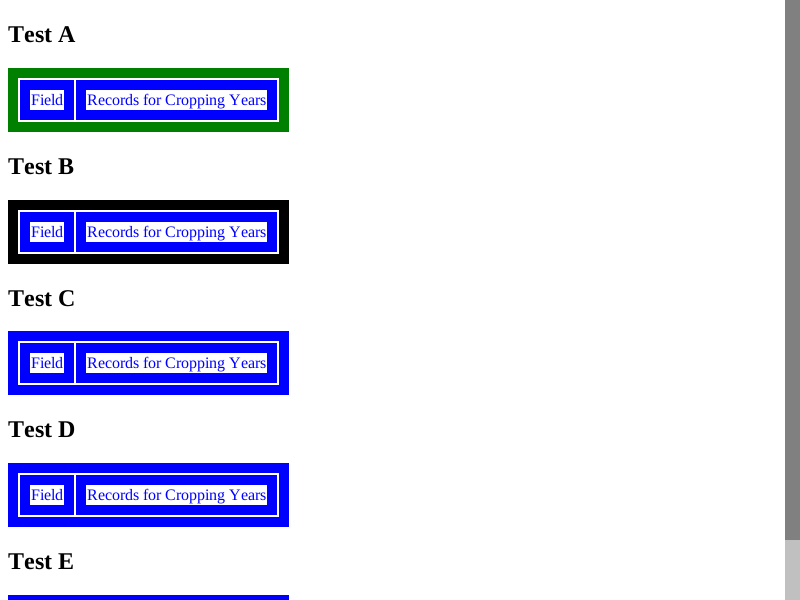 Test A
Field Records for Cropping Years
Test B
Field Records for Cropping Years
Test C
Field Records for Cropping Years
Test D
Field Records for Cropping Years
Test E